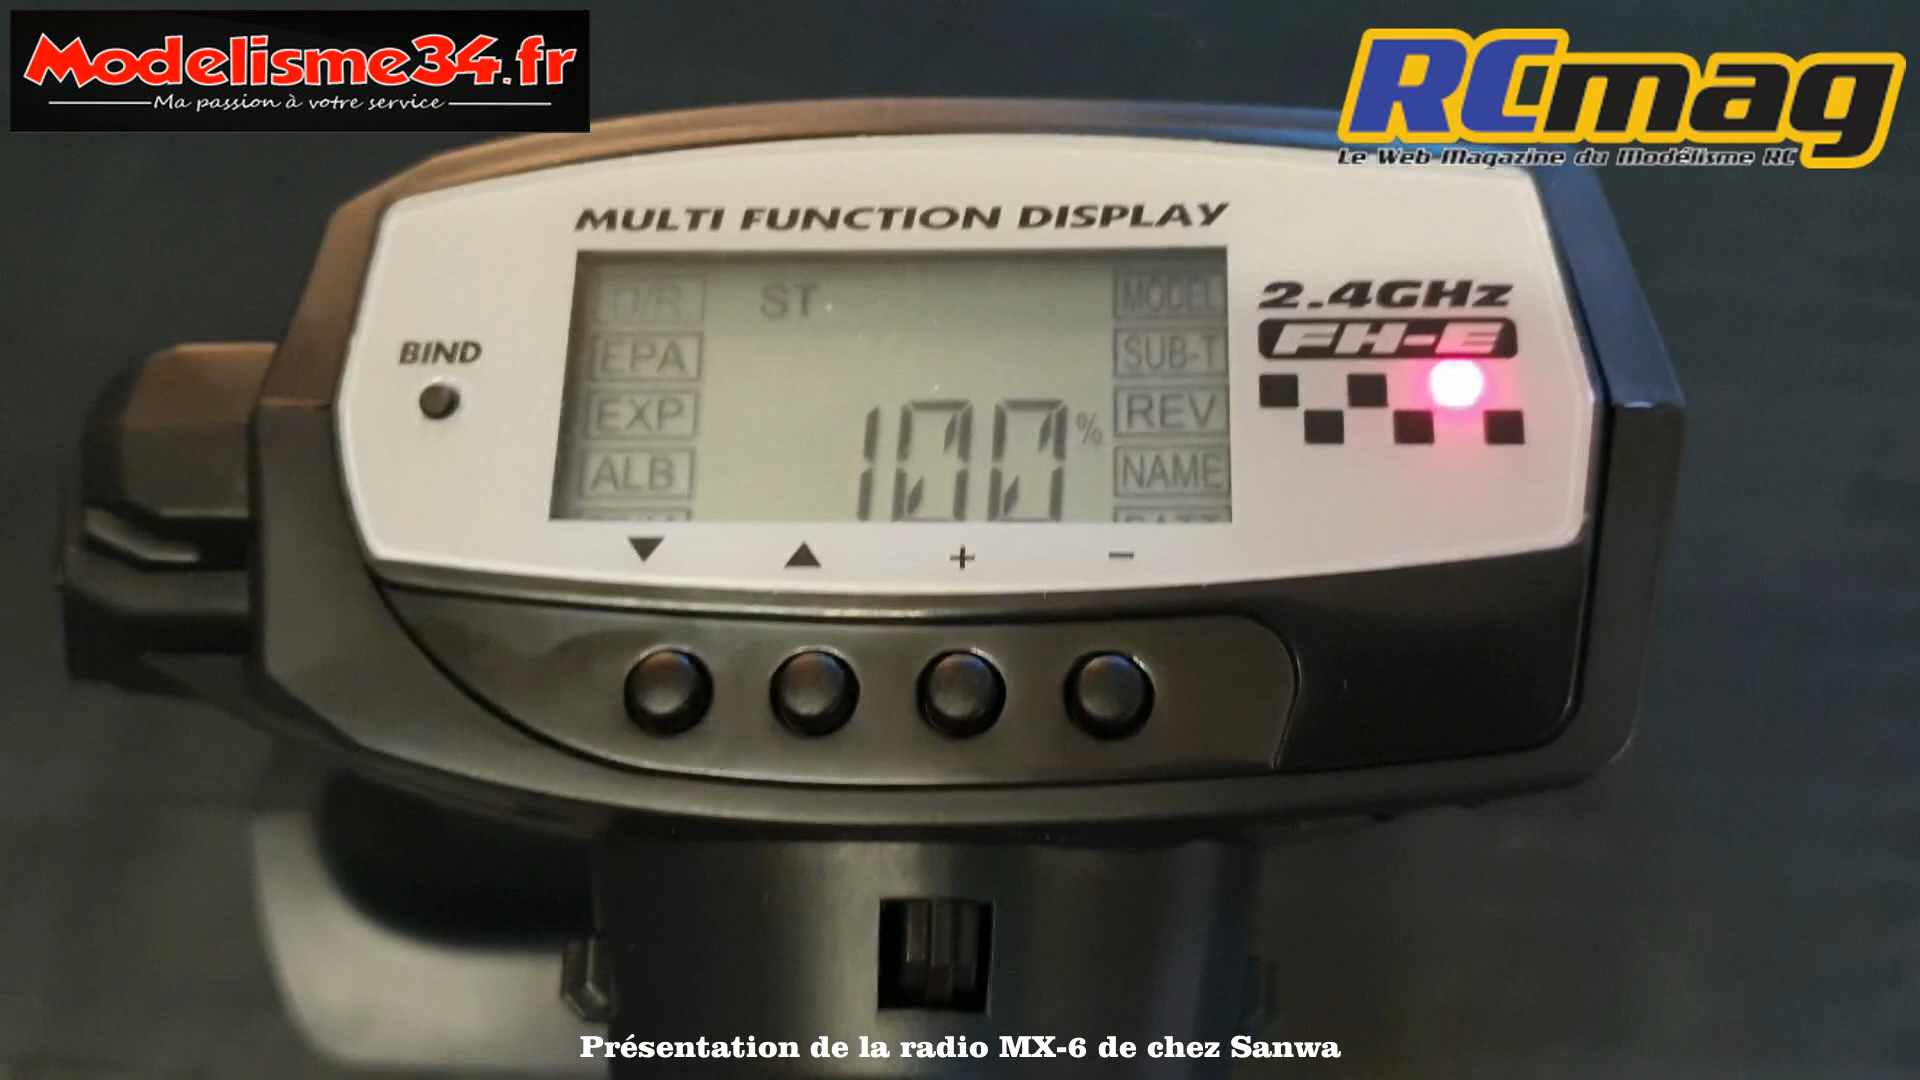 Modelisme34.fr
Ma passion à votre service
RCmag
Le Web Magazine du Modélisme RC
MULTI FUNCTION DISPLAY
D/R
ST
MODEL
2.4GHz
EPA
SUB-T
FH-E
BIND
EXP
100%
REV
ALB
NAME
+
−
Présentation de la radio MX-6 de chez Sanwa